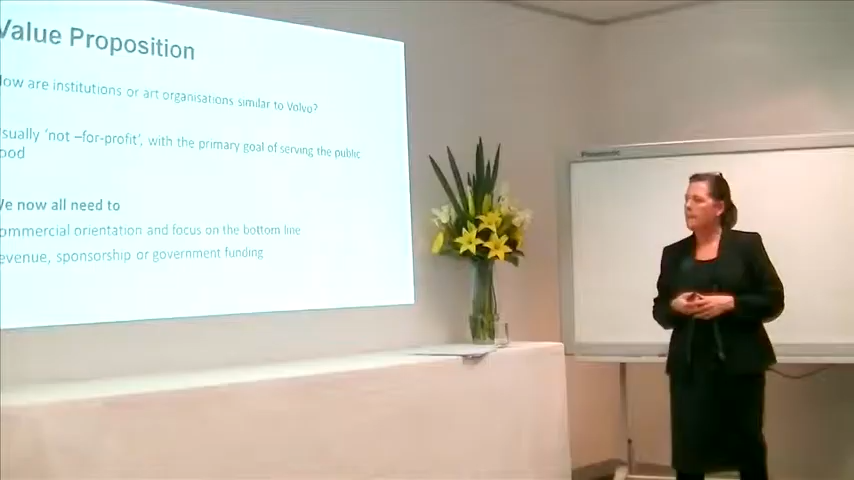 Value Proposition
How are institutions or art organisations similar to Volvo?
usually 'not –for-profit', with the primary goal of serving the public
good
We now all need to
commercial orientation and focus on the bottom line
revenue, sponsorship or government funding
Panasonic